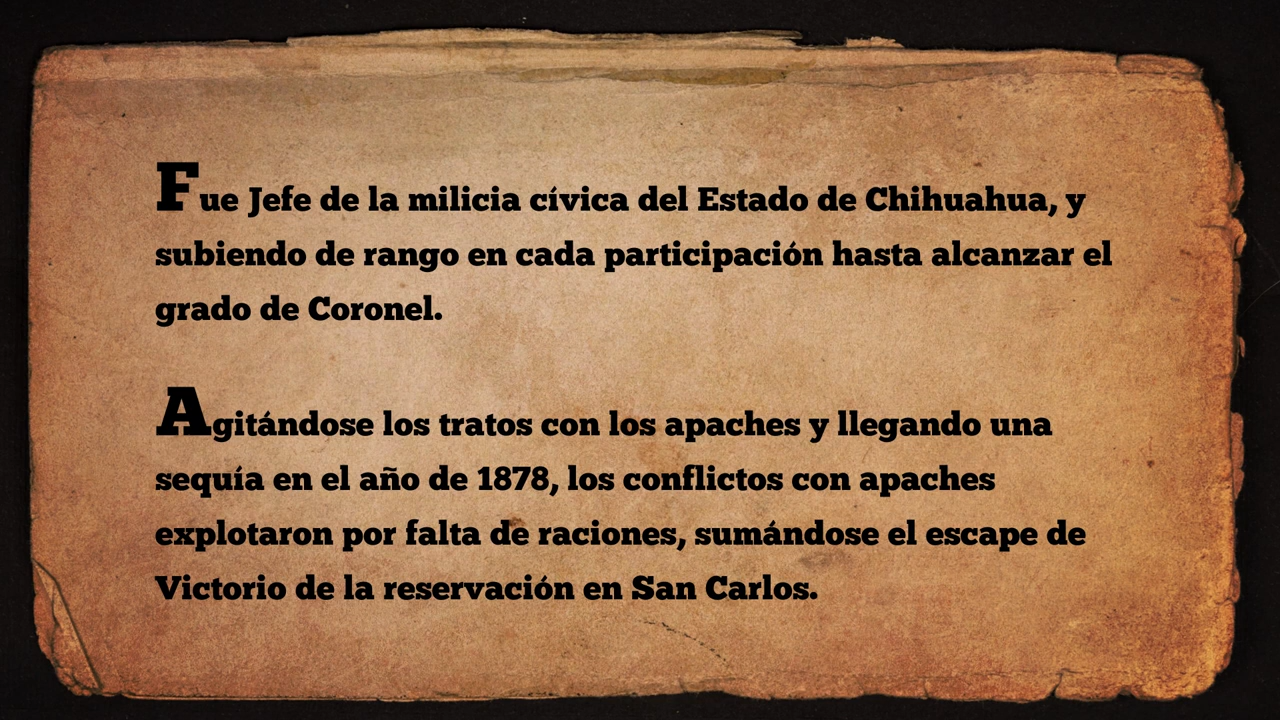 Fue Jefe de la milicia cívica del Estado de Chihuahua, y
subiendo de rango en cada participación hasta alcanzar el
grado de Coronel.
Agitándose los tratos con los apaches y llegando una
sequía en el año de 1878, los conflictos con apaches
explotaron por falta de raciones, sumándose el escape de
Victorio de la reservación en San Carlos.